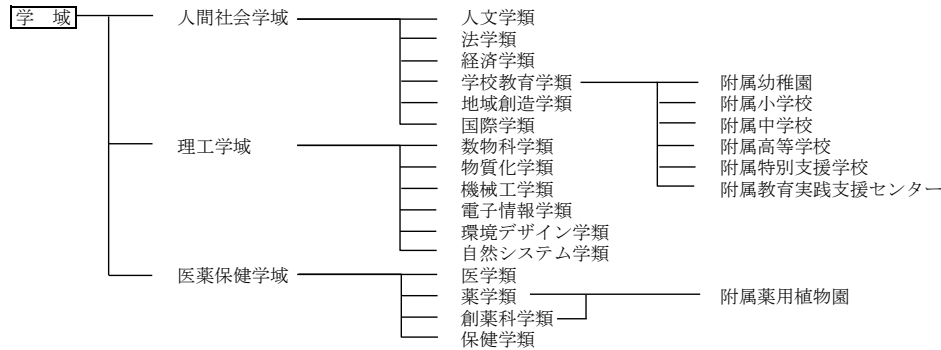 学　域　人間社会学域　人文学類
法学類
経済学類
学校教育学類　附属幼稚園
地域創造学類　附属小学校
国際学類　附属中学校
理工学域　数物科学類　附属高等学校
物質化学類　附属特別支援学校
機械工学類　附属教育実践支援センター
電子情報学類
環境デザイン学類
自然システム学類
医薬保健学域　医学類
薬学類　附属薬用植物園
創薬科学類
保健学類